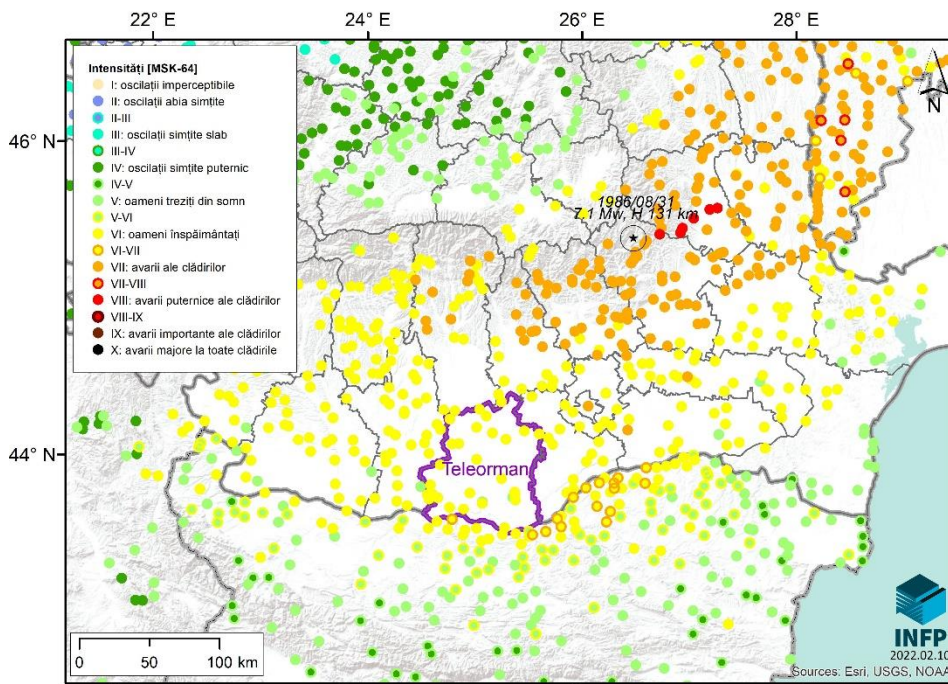 22° E
24° E
26° E
28° E
46° N
44° N
Intensități [MSK-64]
I: oscilații imperceptibile
II: oscilații abia simțite
II-III
III: oscilații simțite slab
III-IV
IV: oscilații simțite puternic
IV-V
V: oameni treziți din somn
V-VI
VI: oameni înspăimântați
VI-VII
VII: avarii ale clădirilor
VII-VIII
VIII: avarii puternice ale clădirilor
VIII-IX
IX: avarii importante ale clădirilor
X: avarii majore la toate clădirile
N
1986/08/31
7.1 Mw, H 131 km
Teleorman
0 50 100 km
INFP
2022.02.10
Sources: Esri, USGS, NOAA